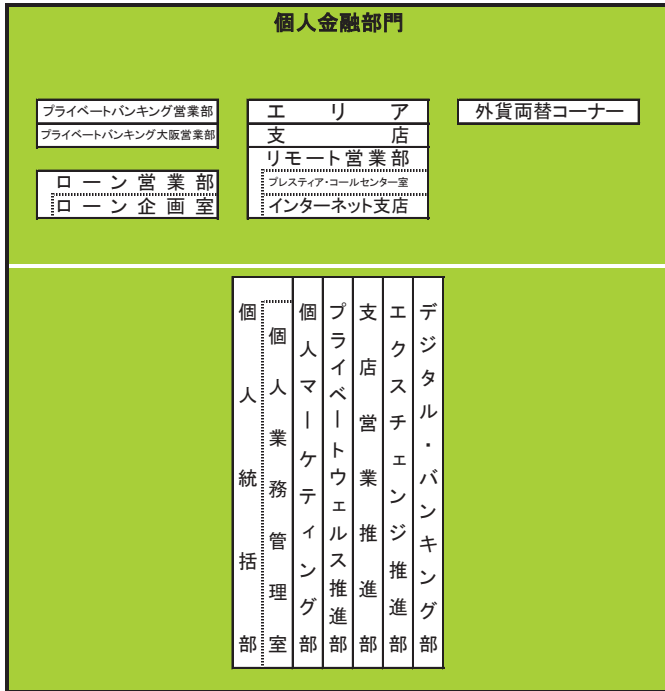 個人金融部門
プライベートバンキング営業部
プライベートバンキング大阪営業部
ローン営業部
ローン企画室
エリア
支店
リモート営業部
プレスティア・コールセンター室
インターネット支店
外貨両替コーナー
個人統括部
個人業務管理室
個人マーケティング部
プライベートウェルス推進部
支店営業推進部
エクスチェンジ推進部
デジタル・バンキング部